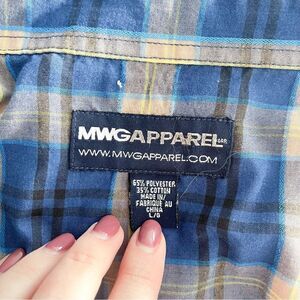 MWGAPPAREL
WWW.MWGAPPAREL.COM
65% POLYESTER
35% COTTON
MADE IN/
FABRIQUE AU
CHINA
L/G